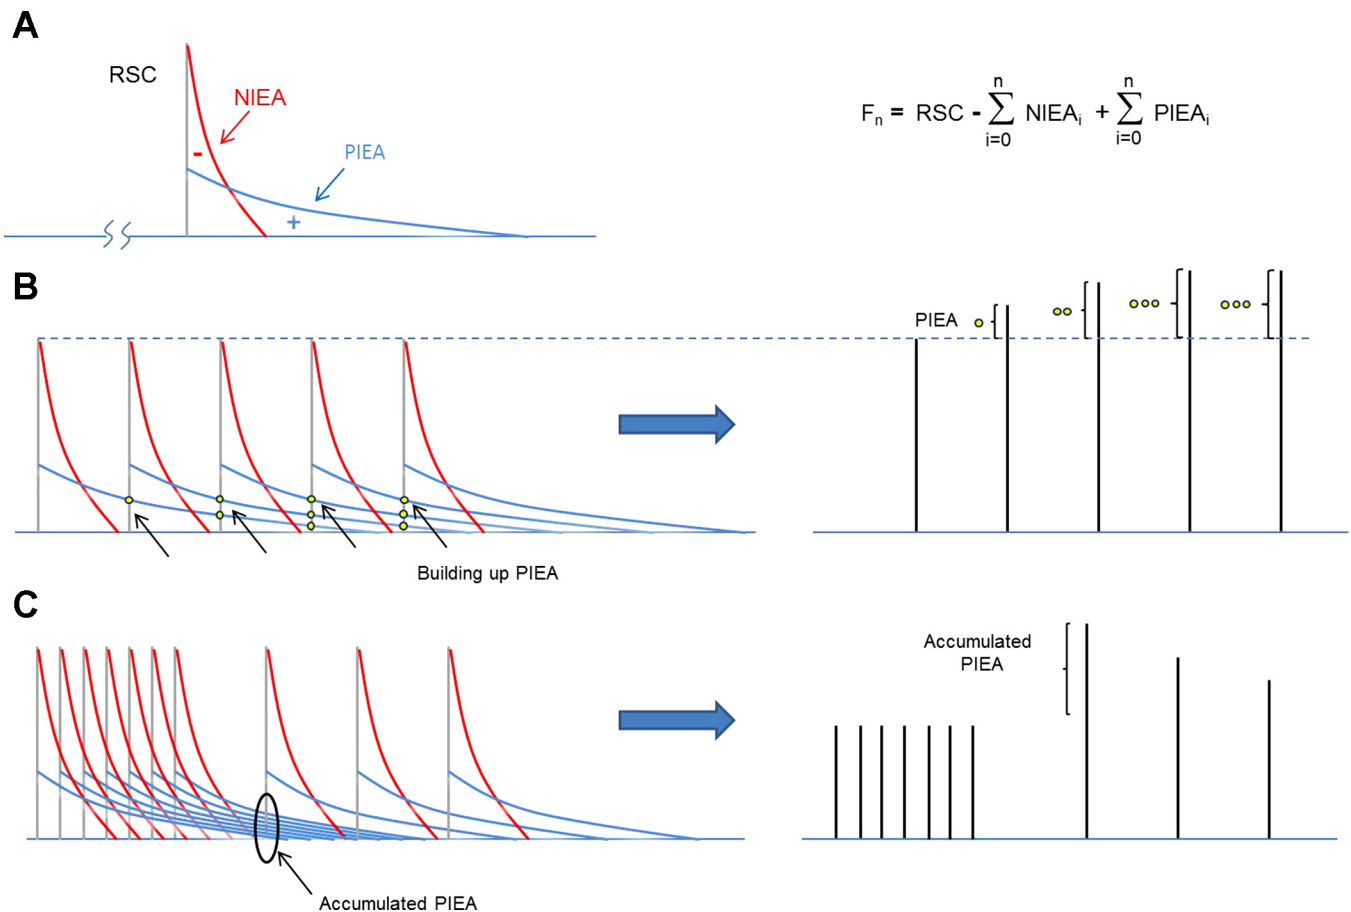 A
RSC
NIEA
-
PIEA
+
n n
Fₙ = RSC - ∑ NIEAᵢ + ∑ PIEAᵢ
i=0 i=0
B
PIEA
Building up PIEA
C
Accumulated
PIEA
Accumulated PIEA